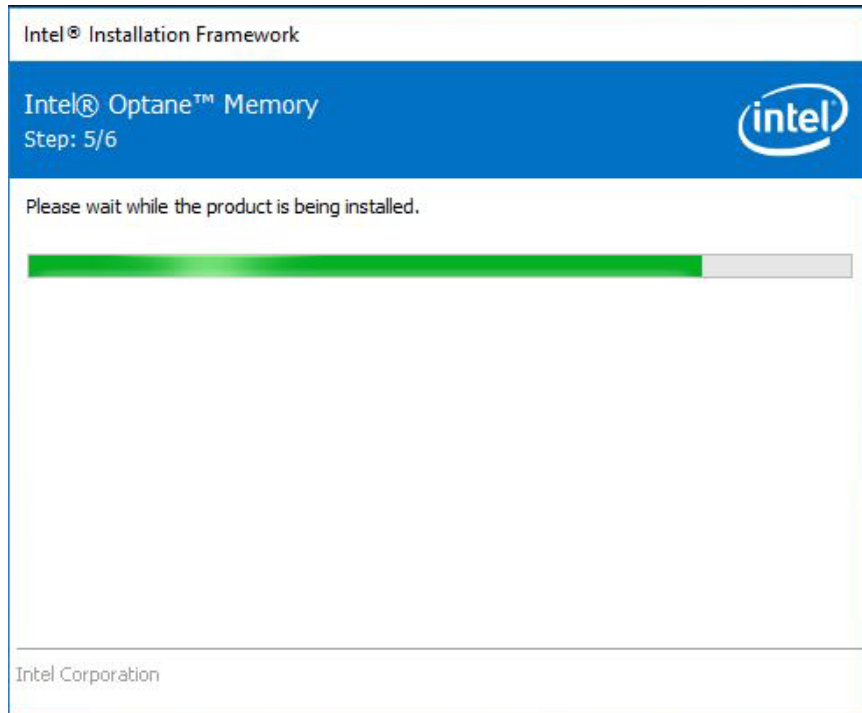 Intel® Installation Framework
Intel® Optane™ Memory
Step: 5/6
intel
Please wait while the product is being installed.
Intel Corporation